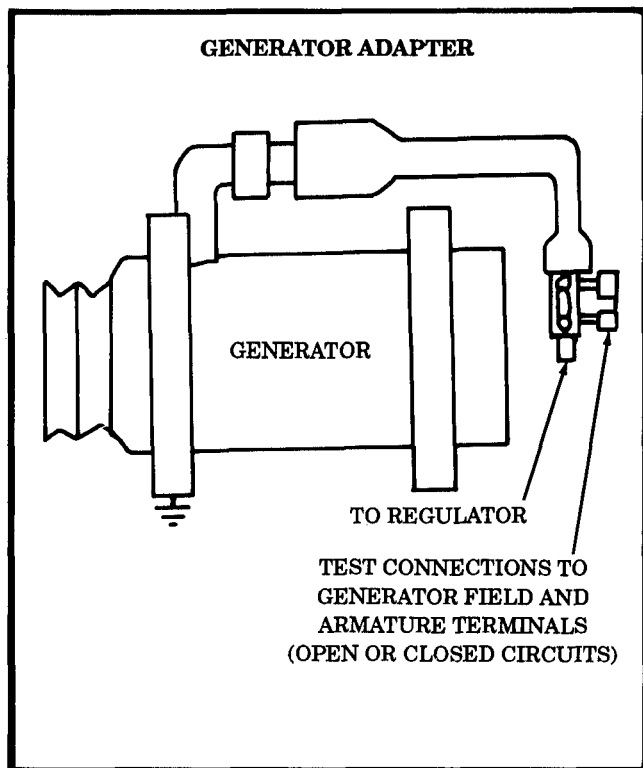 GENERATOR ADAPTER
GENERATOR
TO REGULATOR
TEST CONNECTIONS TO
GENERATOR FIELD AND
ARMATURE TERMINALS
(OPEN OR CLOSED CIRCUITS)